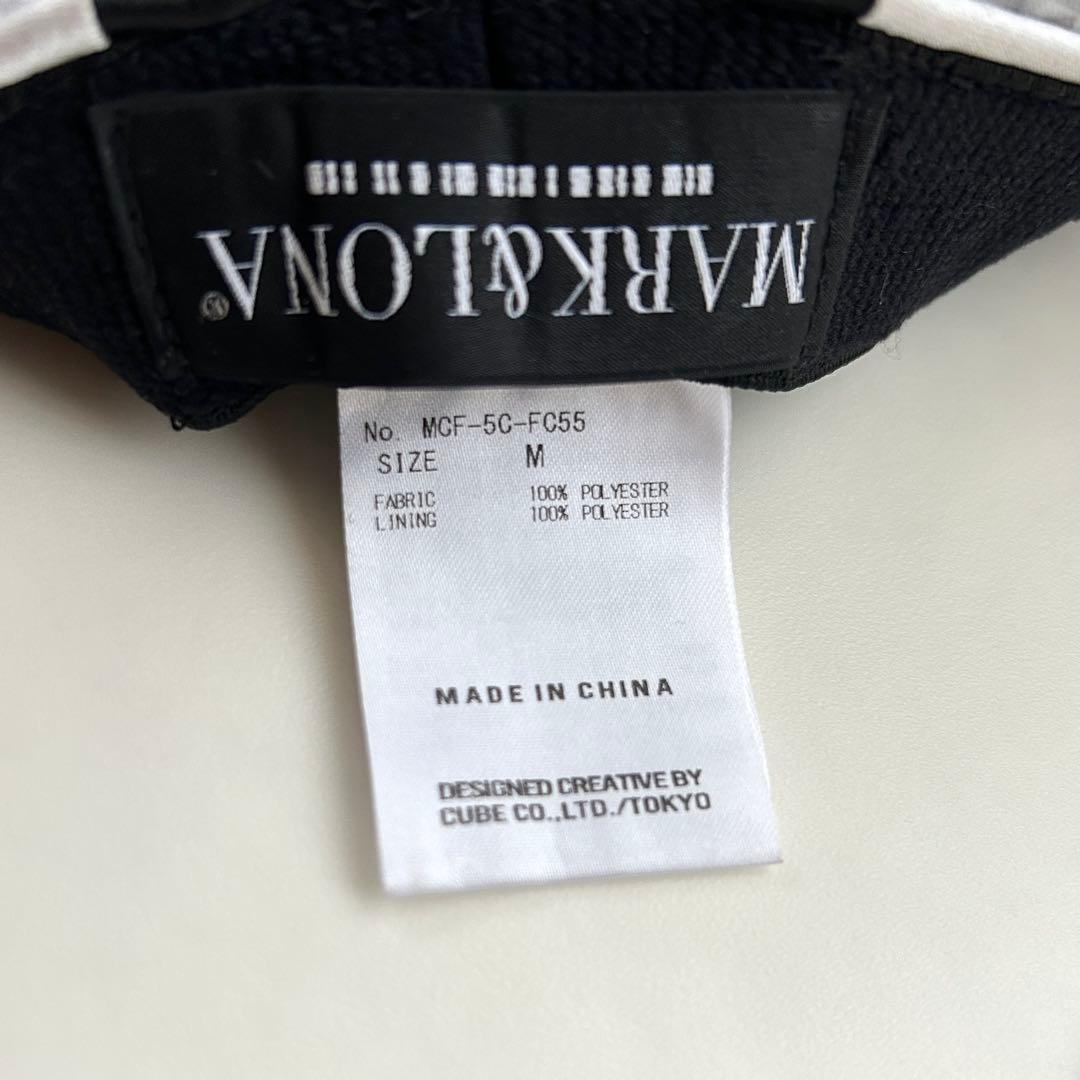 MARK&LONA®
No. MCF-5C-FC55
SIZE M
FABRIC 100% POLYESTER
LINING 100% POLYESTER
MADE IN CHINA
DESIGNED CREATIVE BY
CUBE CO.,LTD./TOKYO